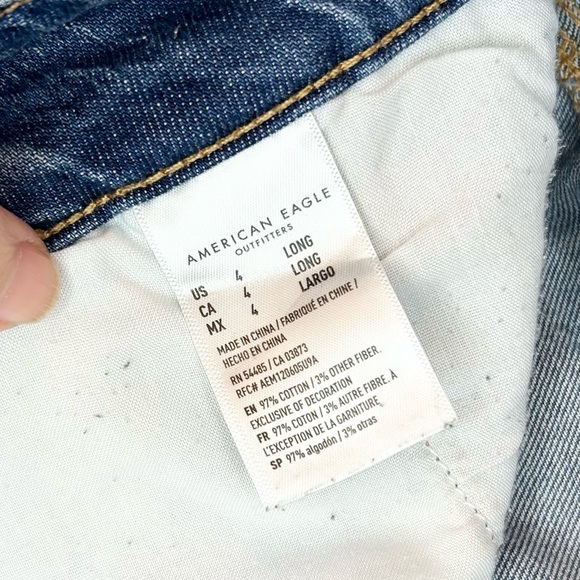 AMERICAN EAGLE
OUTFITTERS
US 4 LONG
CA 4 LONG
MX 4 LARGO
MADE IN CHINA / FABRIQUÉ EN CHINE /
HECHO EN CHINA
RN 54485 / CA 03873
RFC# AEM120605U9A
EN 97% COTTON / 3% OTHER FIBER.
EXCLUSIVE OF DECORATION
FR 97% COTON / 3% AUTRE FIBRE. À
L'EXCEPTION DE LA GARNITURE
SP 97% algodón / 3% otras